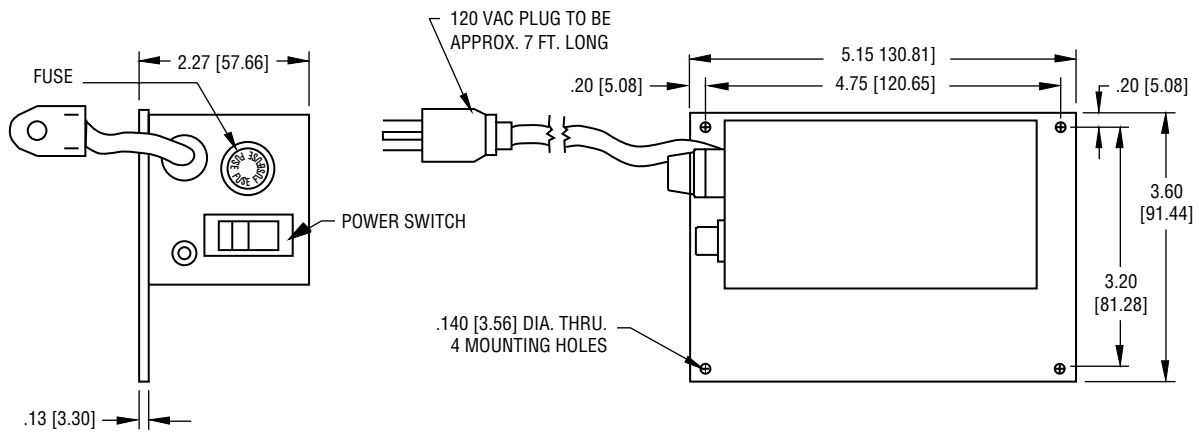 120 VAC PLUG TO BE
APPROX. 7 FT. LONG
2.27 [57.66]
FUSE
5.15 130.81]
.20 [5.08]
4.75 [120.65]
.20 [5.08]
FUSE FUSE FUSE FUSE
3.60
[91.44]
POWER SWITCH
3.20
[81.28]
.140 [3.56] DIA. THRU.
4 MOUNTING HOLES
.13 [3.30]